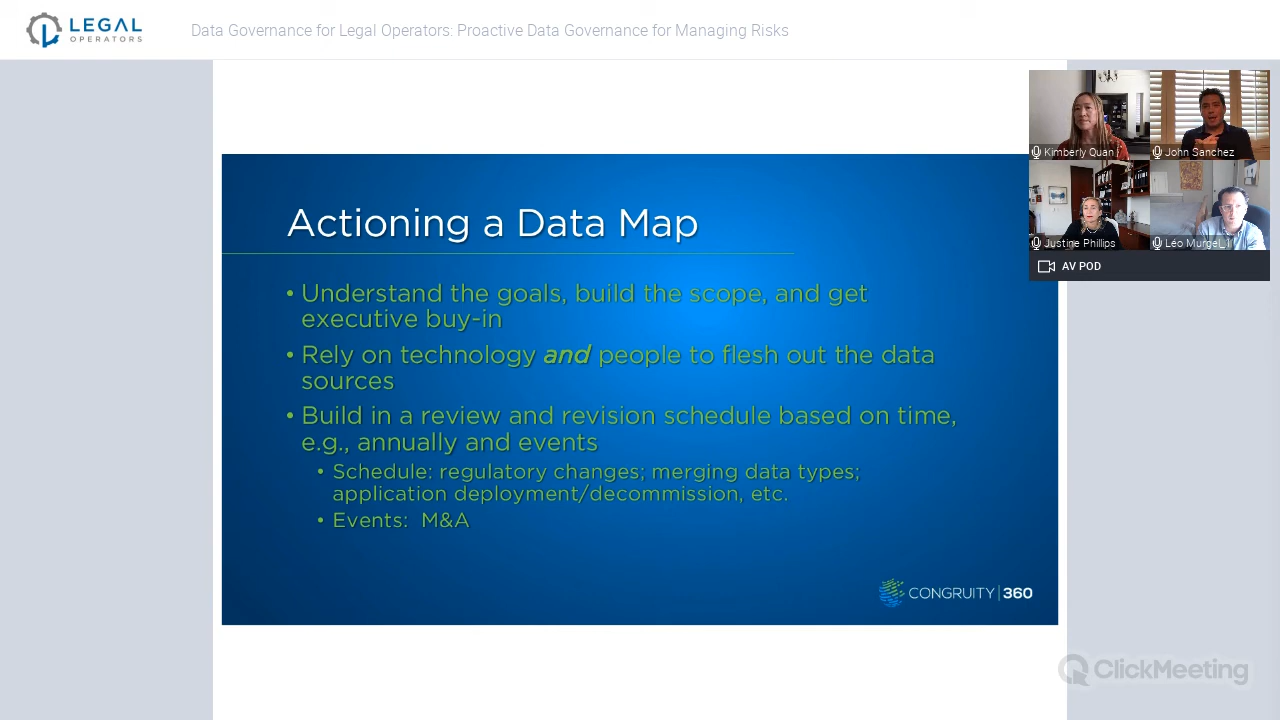 LEGAL
OPERATORS
Data Governance for Legal Operators: Proactive Data Governance for Managing Risks
Kimberly Quan
John Sanchez
Justine Phillips
Léo Murgel_1
AV POD
Actioning a Data Map
• Understand the goals, build the scope, and get
executive buy-in
• Rely on technology and people to flesh out the data
sources
• Build in a review and revision schedule based on time,
e.g., annually and events
• Schedule: regulatory changes; merging data types;
application deployment/decommission, etc.
• Events: M&A
CONGRUITY|360
ClickMeeting